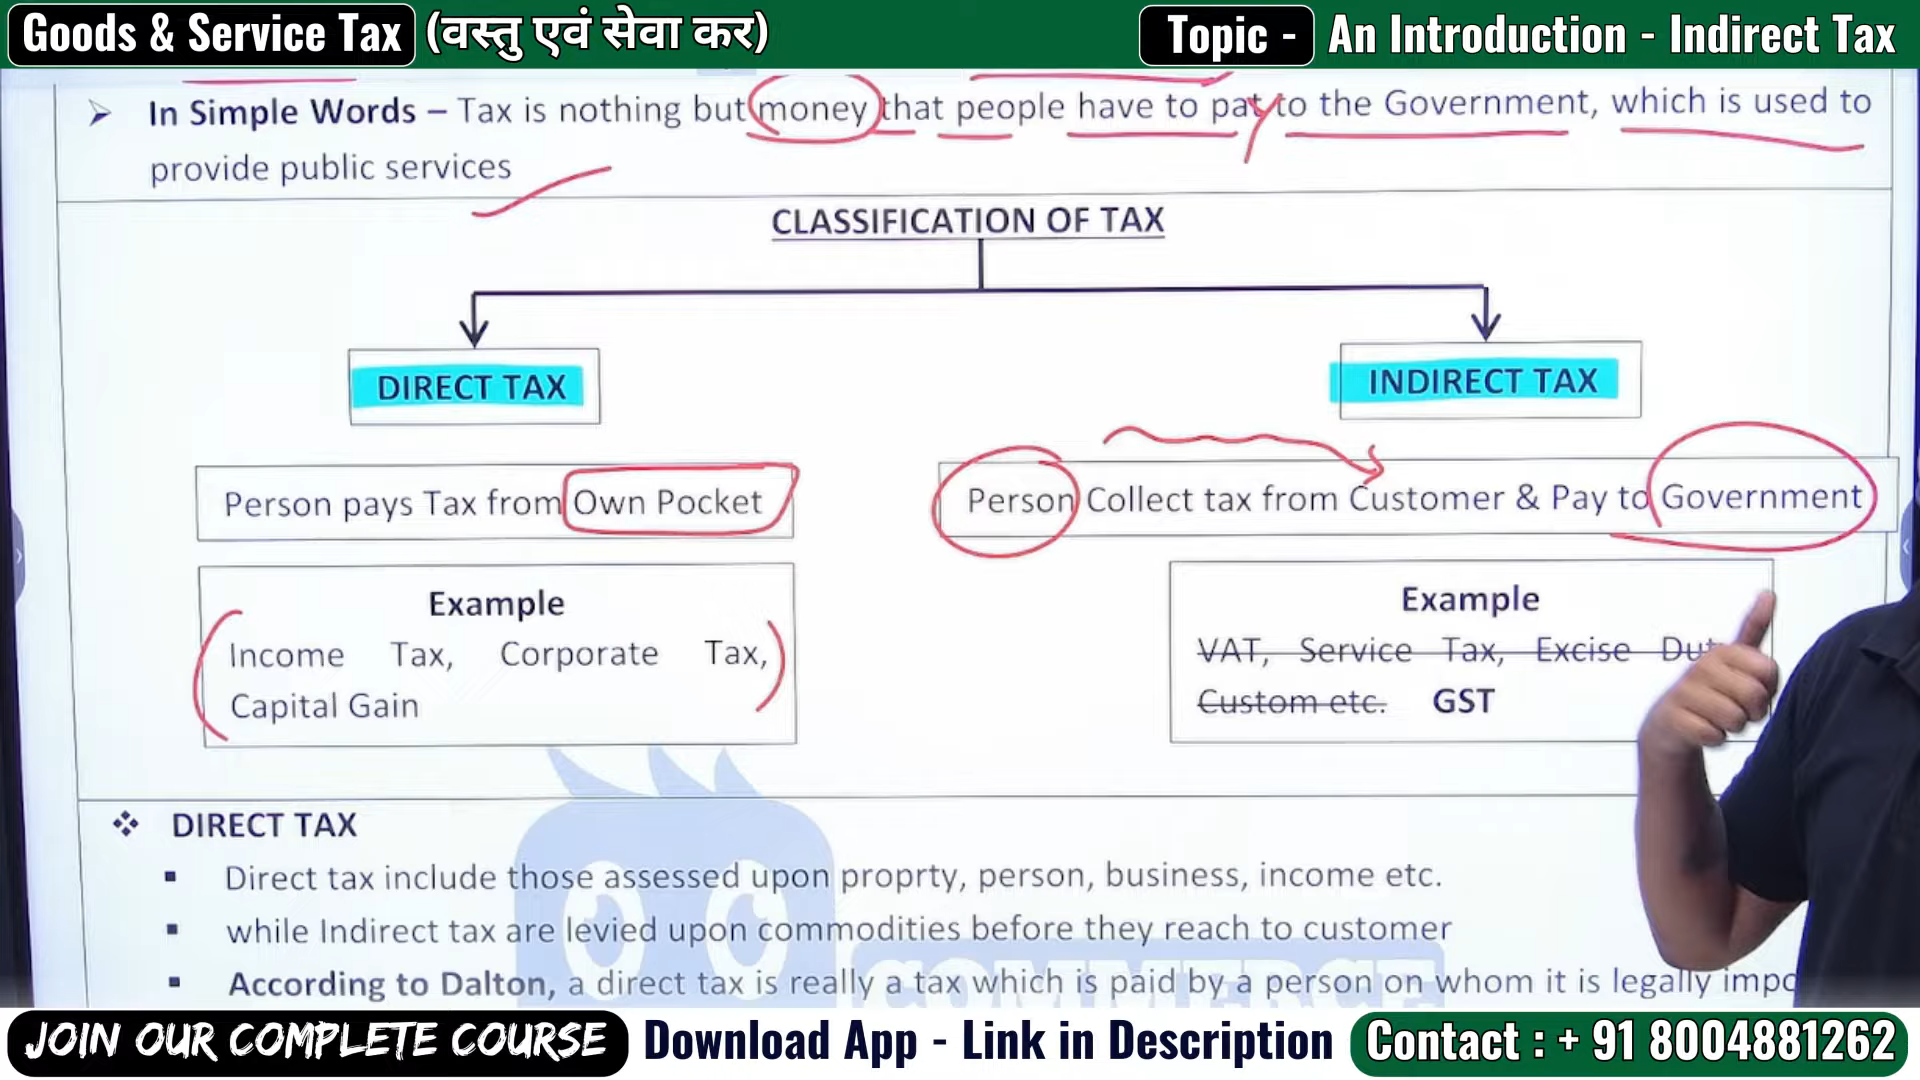 Goods & Service Tax (वस्तु एवं सेवा कर)
Topic - An Introduction - Indirect Tax
In Simple Words – Tax is nothing but money that people have to pay to the Government, which is used to
provide public services
CLASSIFICATION OF TAX
DIRECT TAX
INDIRECT TAX
Person pays Tax from Own Pocket
Person Collect tax from Customer & Pay to Government
Example
Income Tax, Corporate Tax,
Capital Gain
Example
VAT, Service Tax, Excise
Custom etc. GST
DIRECT TAX
Direct tax include those assessed upon proprty, person, business, income etc.
while Indirect tax are levied upon commodities before they reach to customer
According to Dalton, a direct tax is really a tax which is paid by a person on whom it is legally
COMMERCE
JOIN OUR COMPLETE COURSE Download App - Link in Description Contact : + 91 8004881262